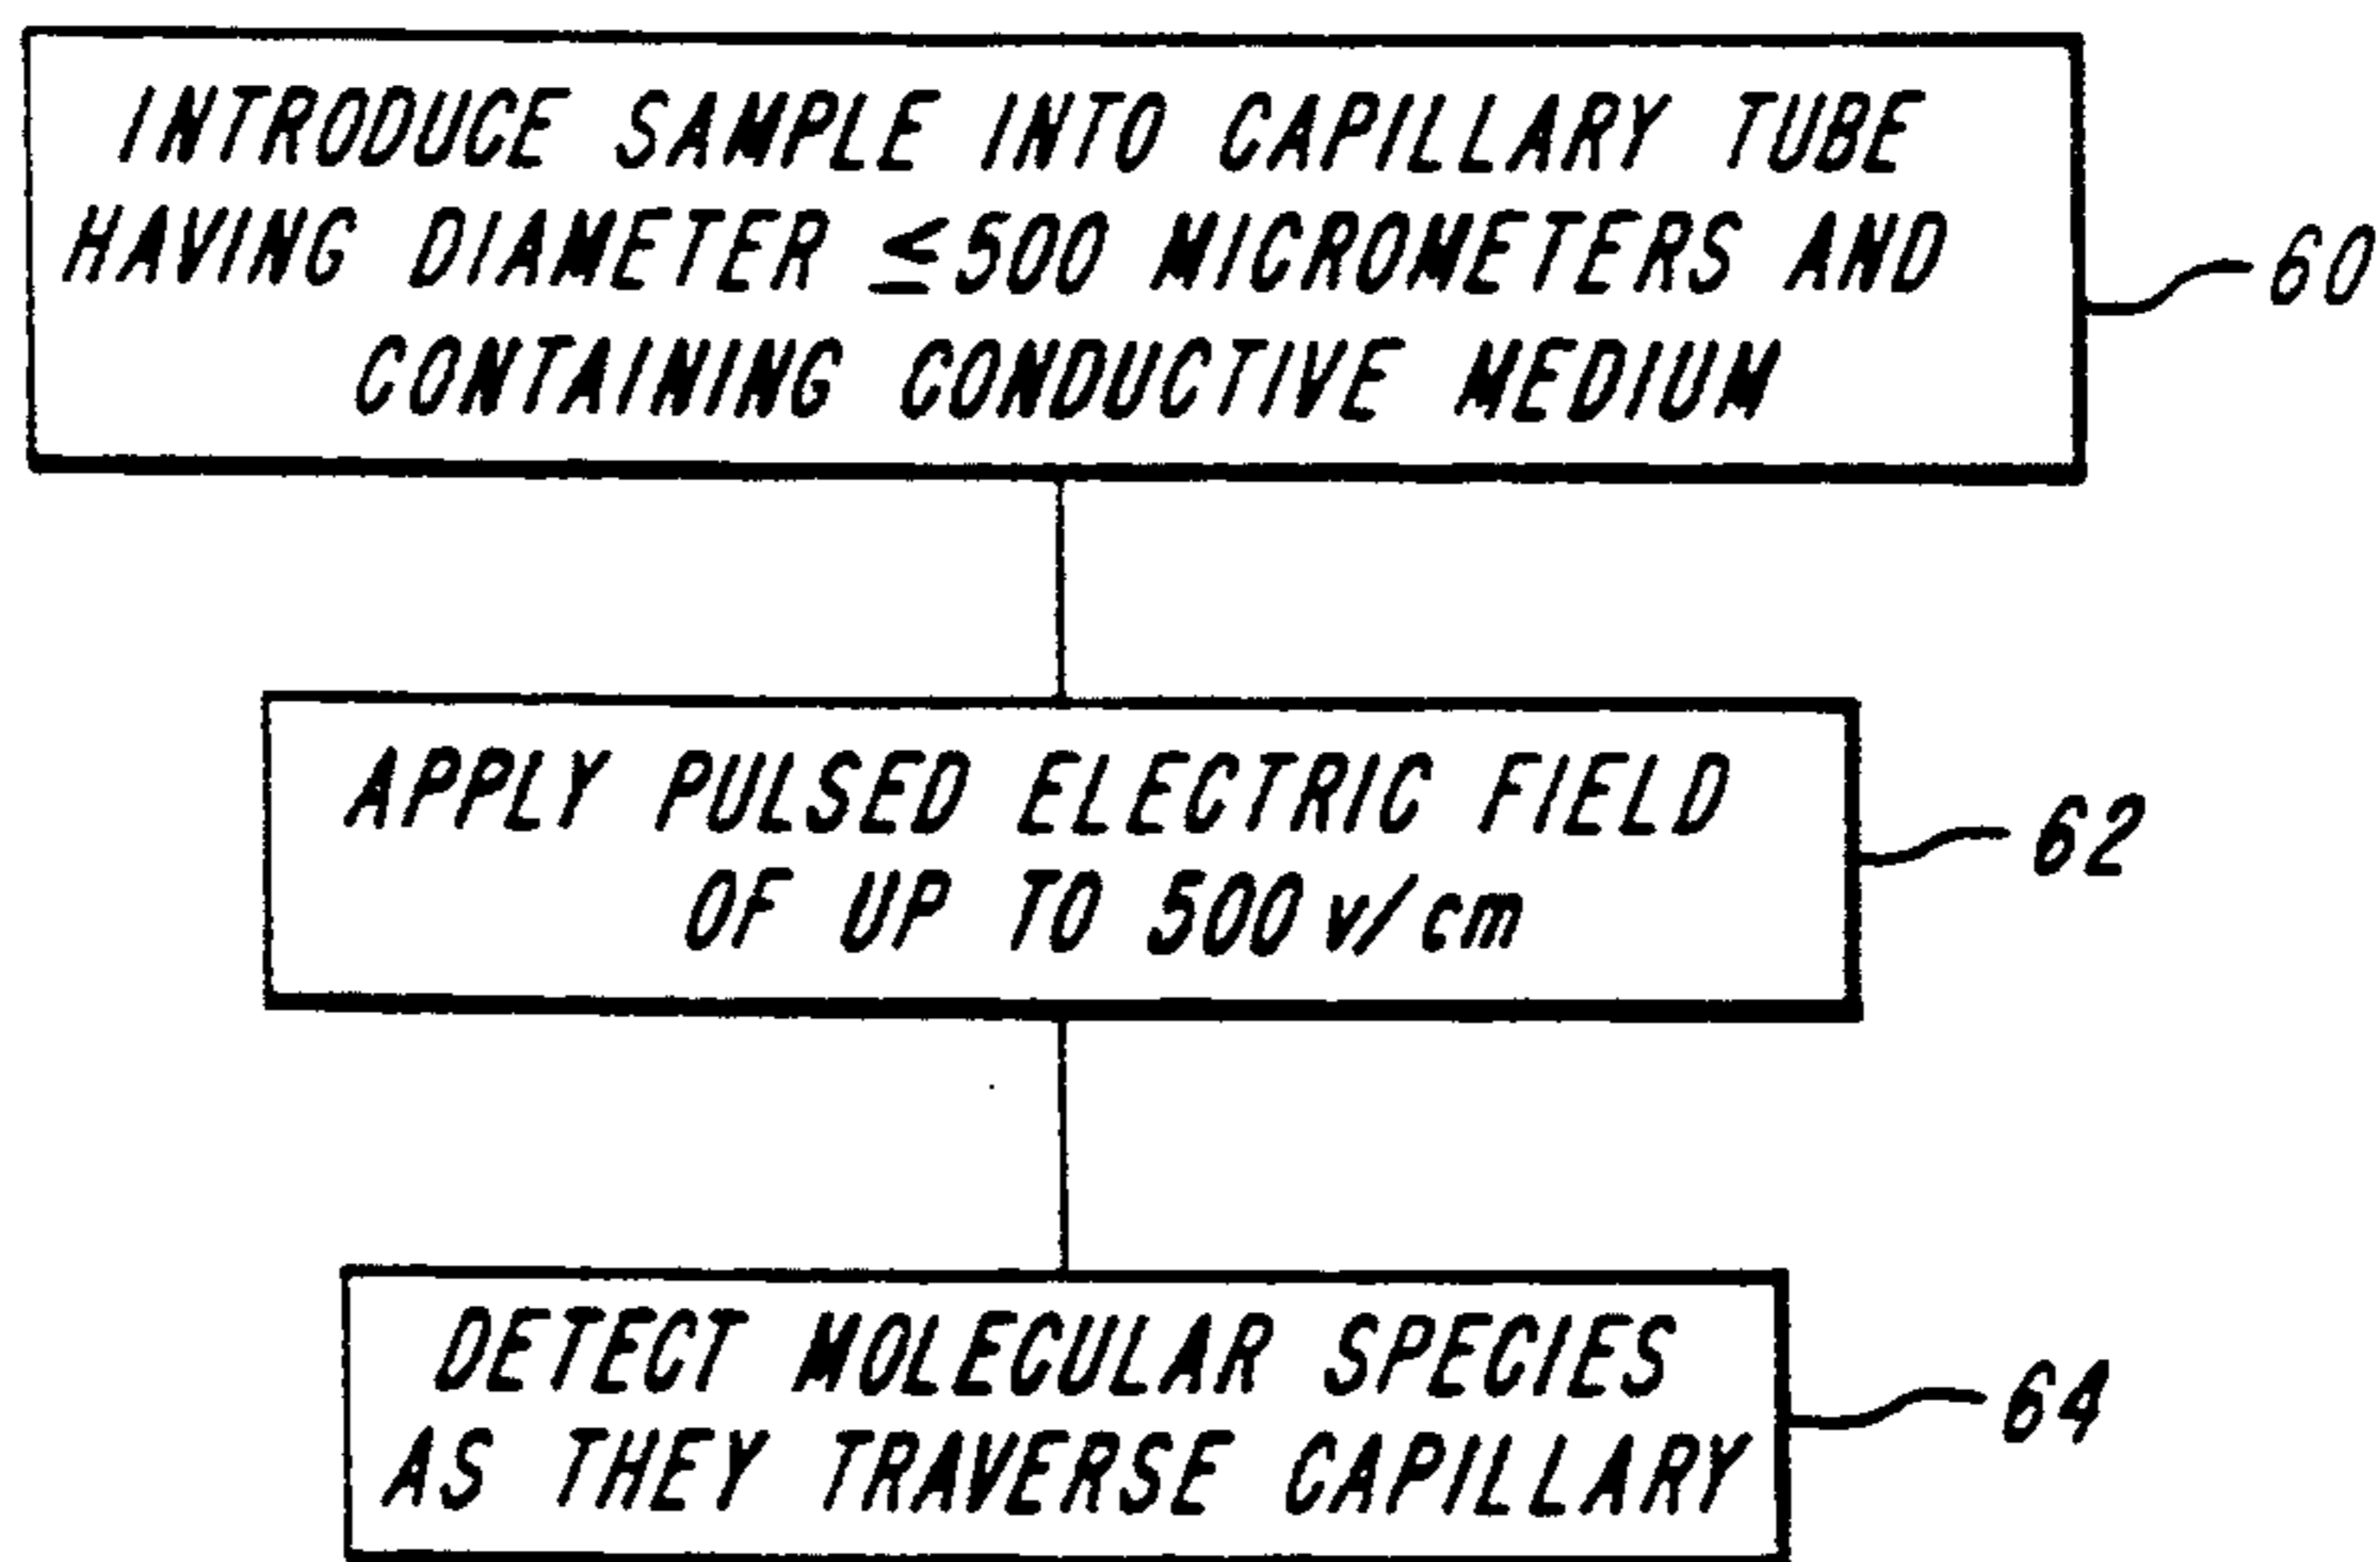 INTRODUCE SAMPLE INTO CAPILLARY TUBE
HAVING DIAMETER ≤500 MICROMETERS AND
CONTAINING CONDUCTIVE MEDIUM
60
APPLY PULSED ELECTRIC FIELD
OF UP TO 500 v/cm
62
DETECT MOLECULAR SPECIES
AS THEY TRAVERSE CAPILLARY
64